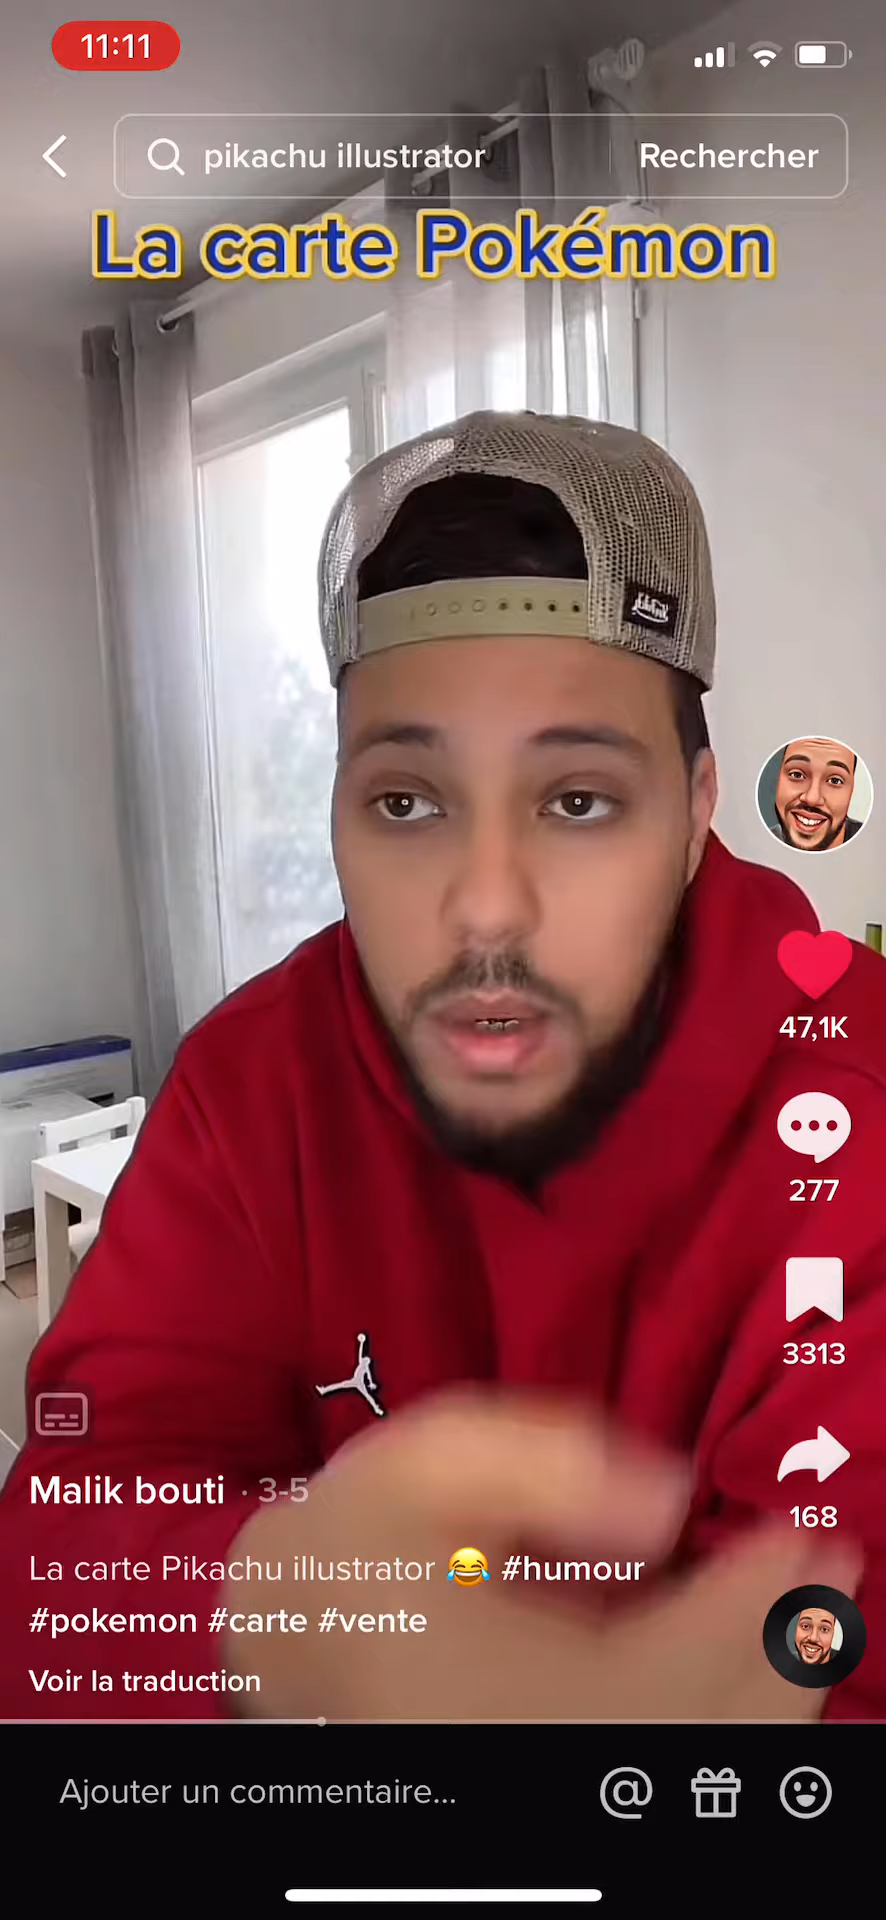 11:11
pikachu illustrator
Rechercher
La carte Pokémon
47,1K
277
3313
168
Malik bouti · 3-5
La carte Pikachu illustrator 😂 #humour
#pokemon #carte #vente
Voir la traduction
Ajouter un commentaire...